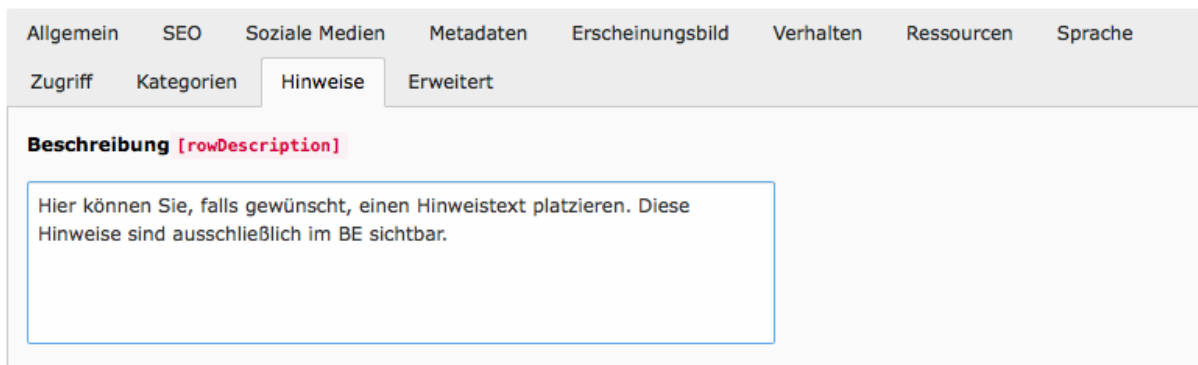 Allgemein SEO Soziale Medien Metadaten Erscheinungsbild Verhalten Ressourcen Sprache
Zugriff Kategorien Hinweise Erweitert
Beschreibung [rowDescription]
Hier können Sie, falls gewünscht, einen Hinweistext platzieren. Diese
Hinweise sind ausschließlich im BE sichtbar.